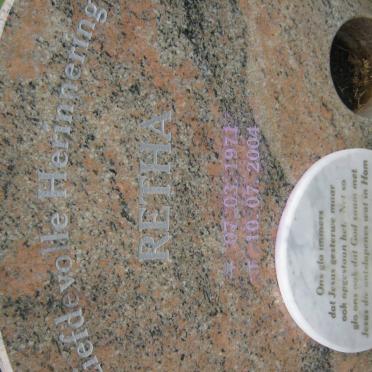 Liefdevolle Herinnering
RETHA
* 07.03.1971
† 10.07.2004
Ons glo immers
dat Jesus gesterwe maar
ook opgestaan het. Net so
glo ons ook dat God saam met
Jesus die ontslapenes wat in Hom